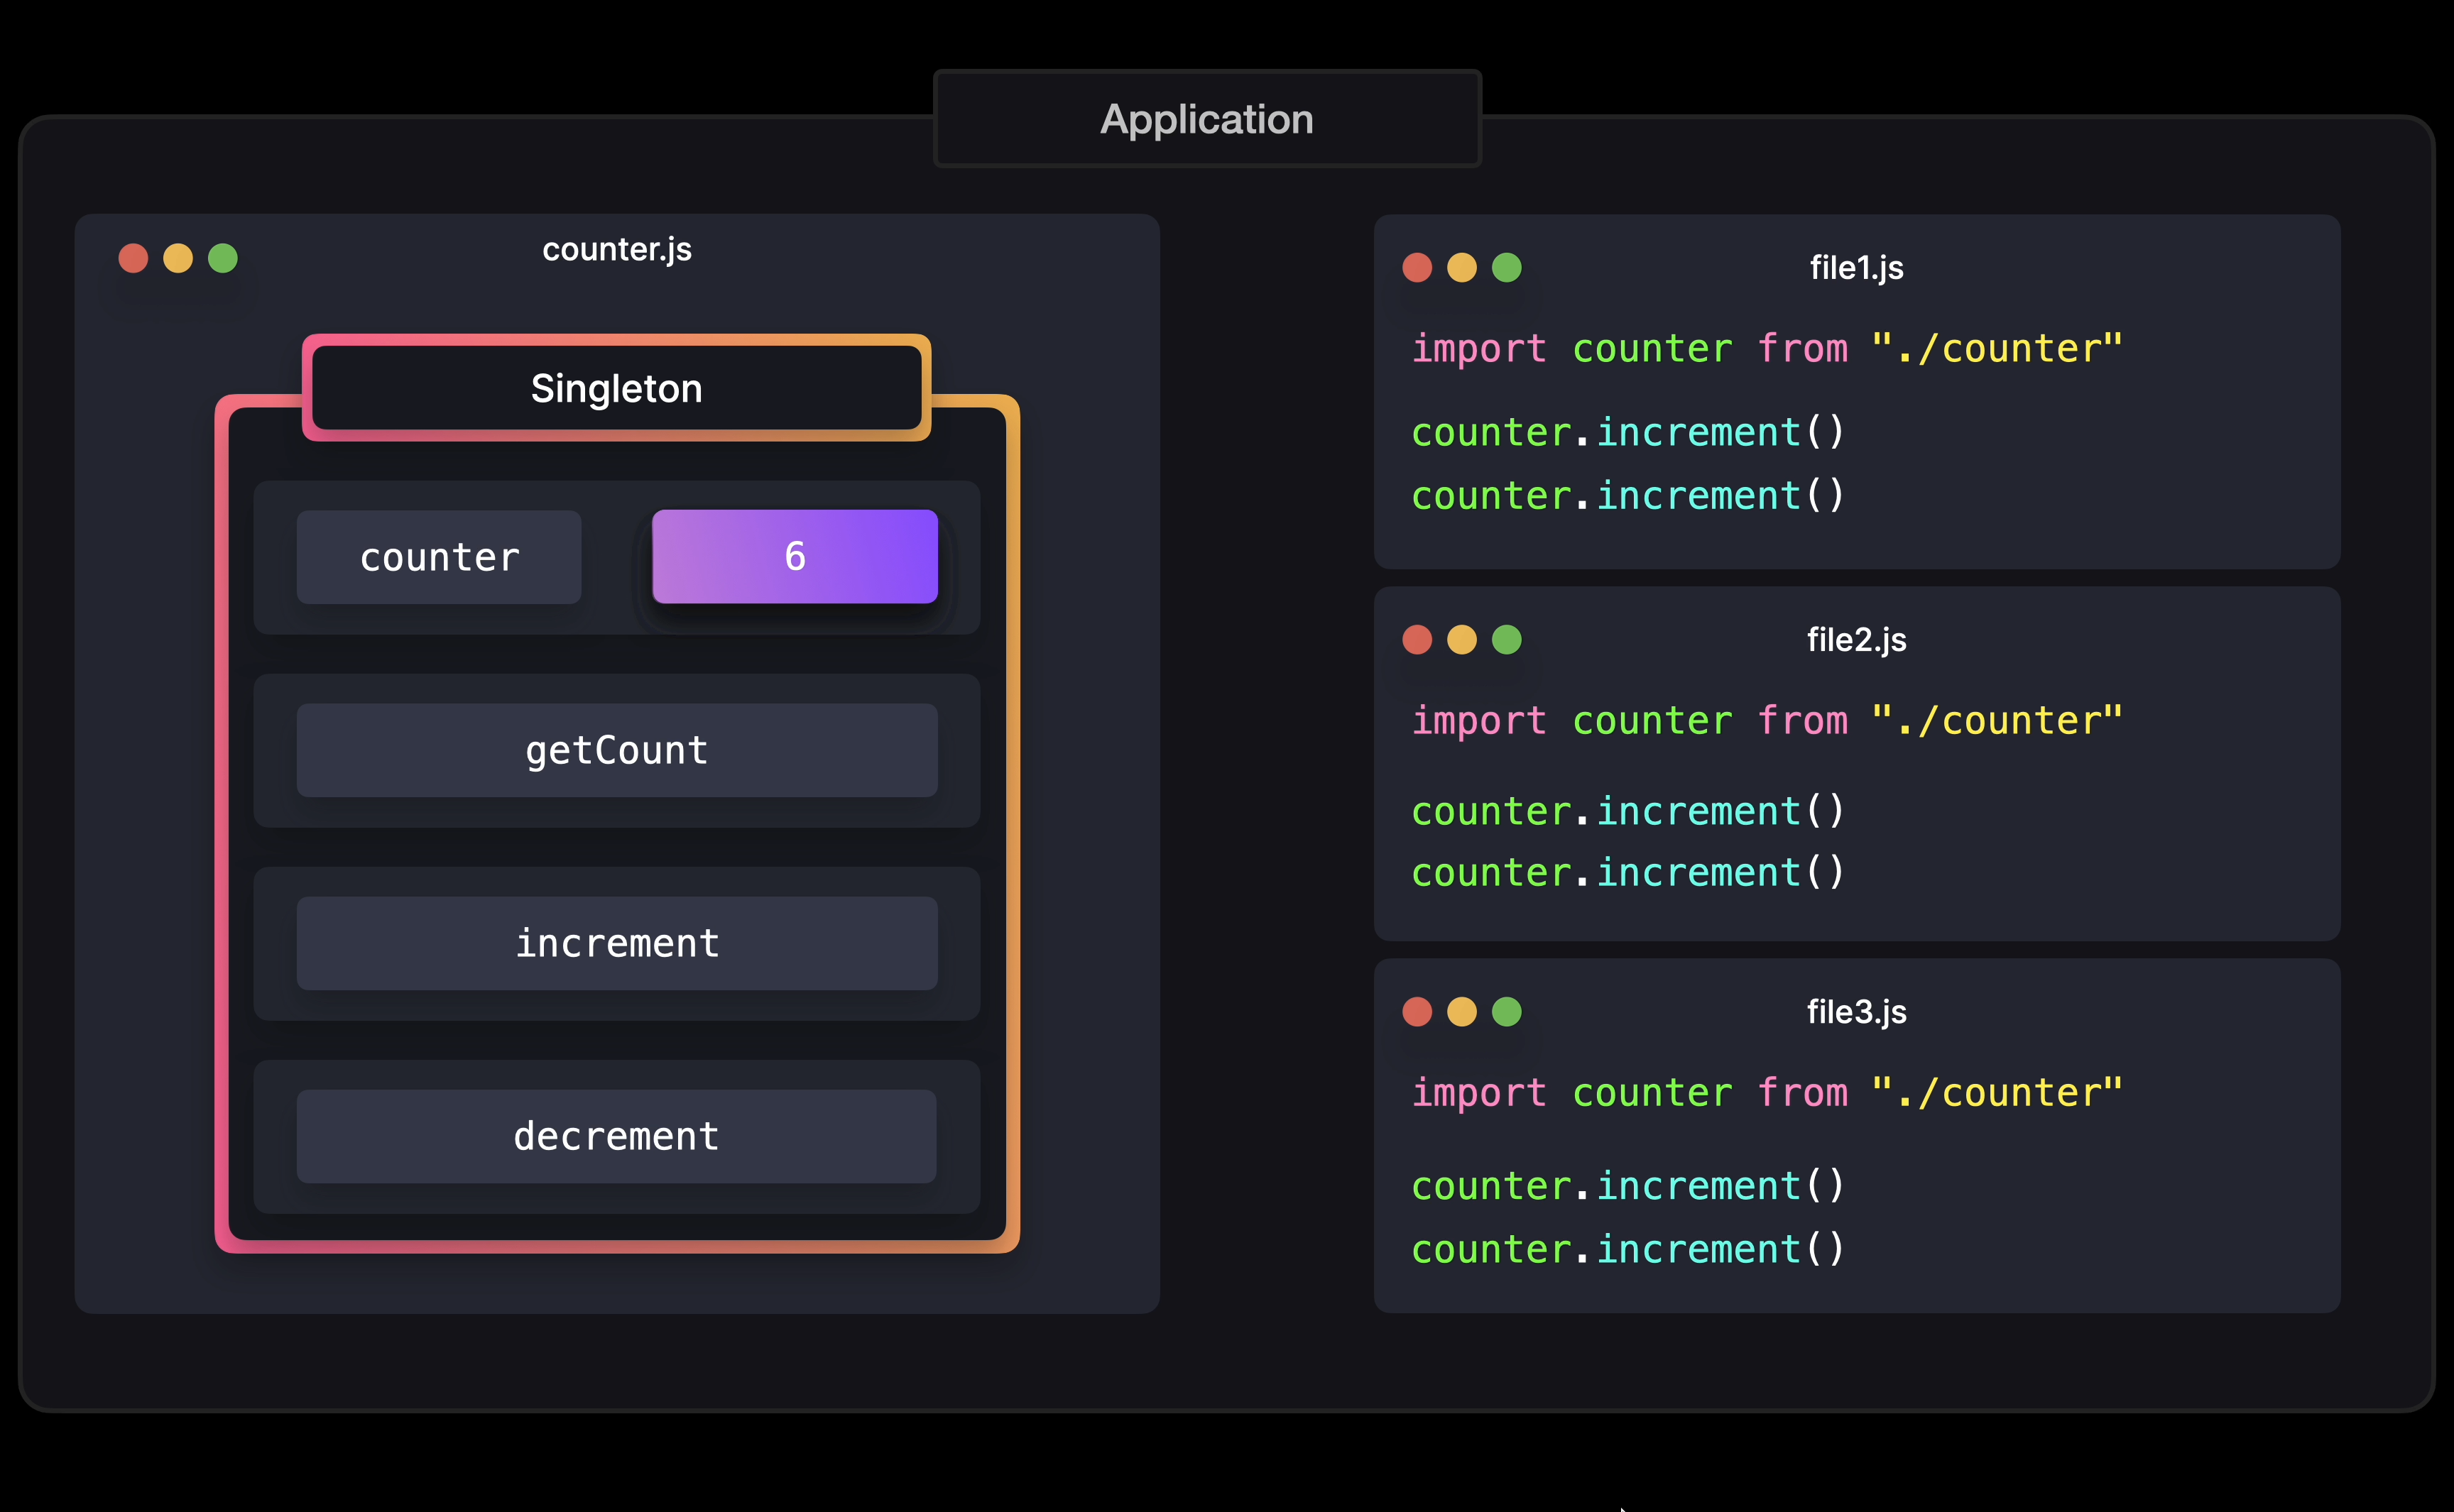 Application
counter.js
Singleton
counter 6
getCount
increment
decrement
file1.js
import counter from "./counter"
counter.increment()
counter.increment()
file2.js
import counter from "./counter"
counter.increment()
counter.increment()
file3.js
import counter from "./counter"
counter.increment()
counter.increment()